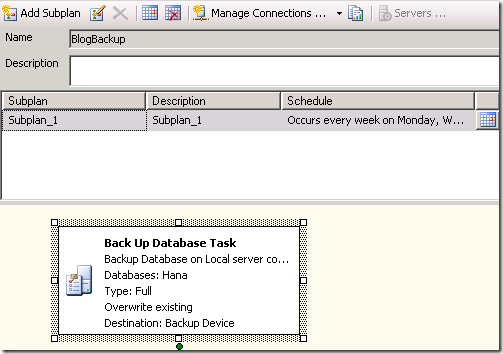 Add Subplan Manage Connections ... Servers ...
Name BlogBackup
Description
Subplan Description Schedule
Subplan_1 Subplan_1 Occurs every week on Monday, W...
Back Up Database Task
Backup Database on Local server co...
Databases: Hana
Type: Full
Overwrite existing
Destination: Backup Device